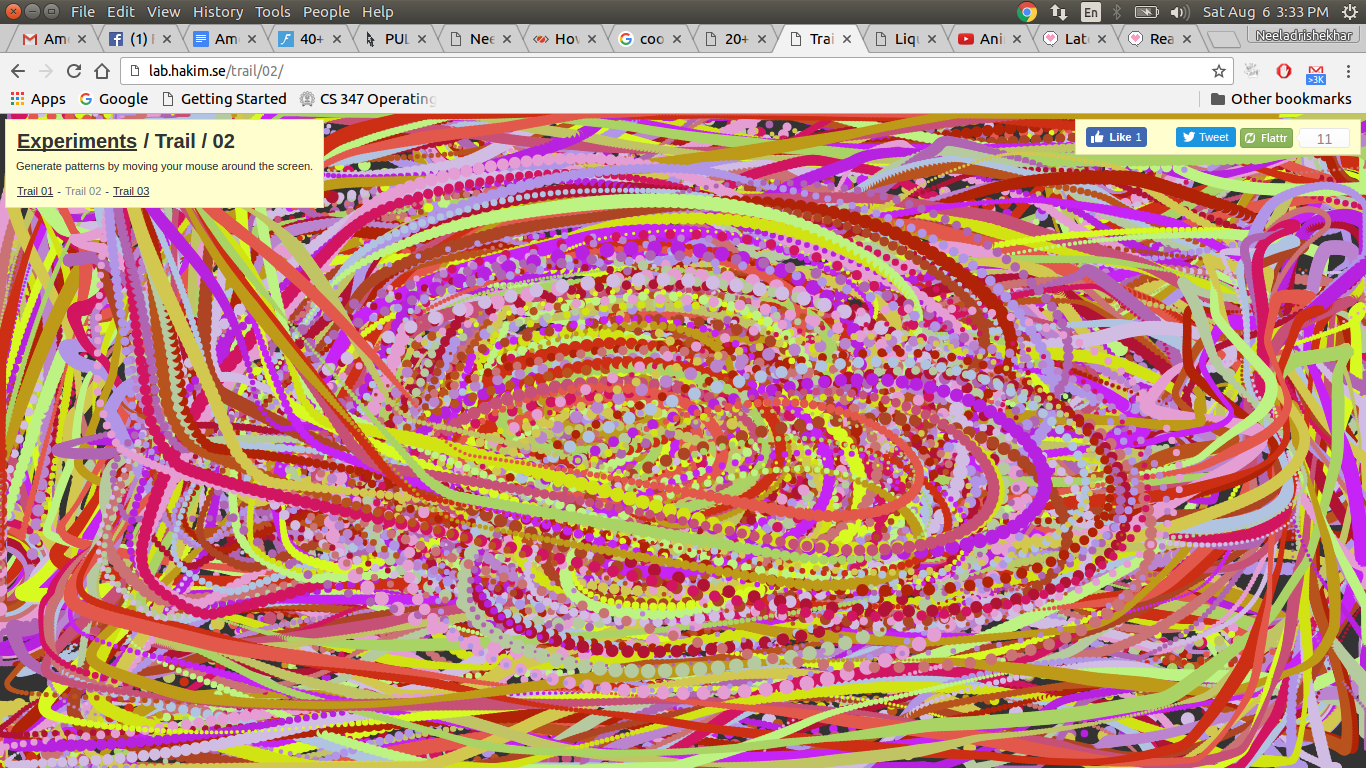 File Edit View History Tools People Help
En
Sat Aug 6 3:33 PM
Am
(1)
Am
40+
PUL
Nee
Hov
coo
20+
Trai
Liqu
Ani
Lat
Rea
Neeladrishekhar
lab.hakim.se/trail/02/
>3K
Apps Google Getting Started CS 347 Operating
Other bookmarks
Experiments / Trail / 02
Generate patterns by moving your mouse around the screen.
Trail 01 - Trail 02 - Trail 03
Like 1 Tweet Flattr 11